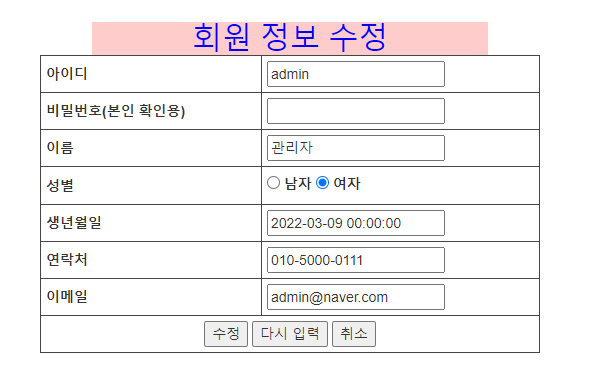 회원 정보 수정
아이디 admin
비밀번호(본인 확인용)
이름 관리자
성별 남자 여자
생년월일 2022-03-09 00:00:00
연락처 010-5000-0111
이메일 admin@naver.com
수정 다시 입력 취소